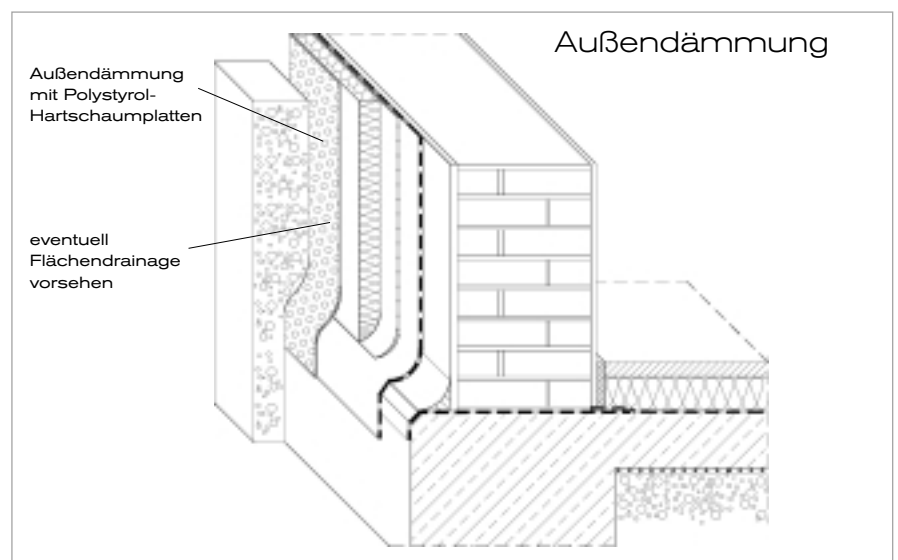 Außendämmung
Außendämmung
mit Polystyrol-
Hartschaumplatten
eventuell
Flächendrainage
vorsehen